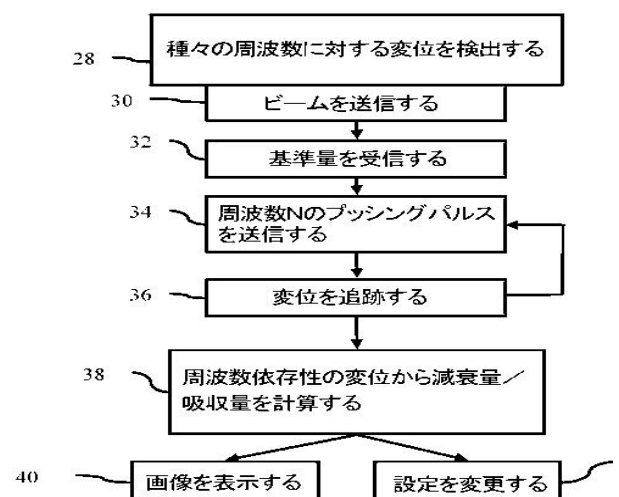 種々の周波数に対する変位を検出する
28
ビームを送信する
30
32
基準量を受信する
34
周波数Nのプッシングパルス
を送信する
36
変位を追跡する
38
周波数依存性の変位から減衰量／
吸収量を計算する
40
画像を表示する
設定を変更する